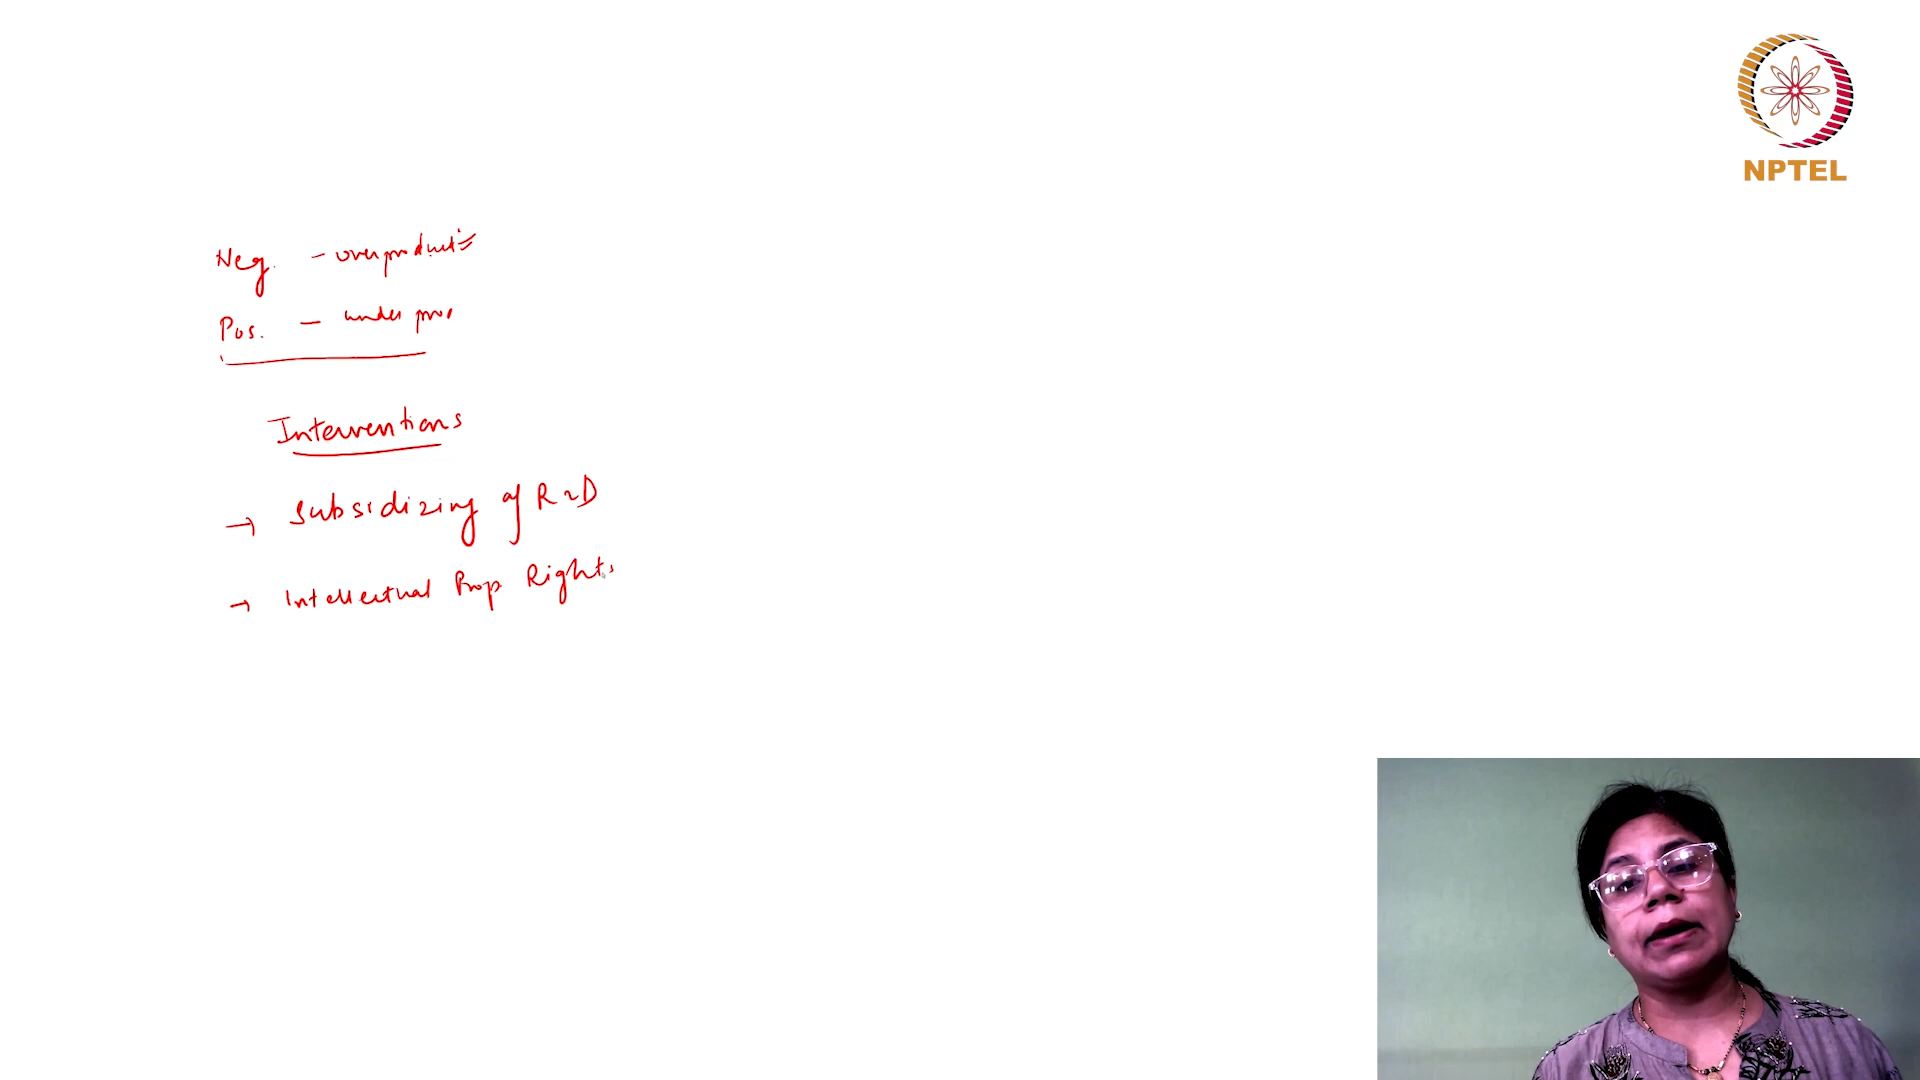 NPTEL
Neg. - overproduct
Pos. - under pro.
Interventions
→ Subsidizing of R&D
→ Intellectual Prop Rights